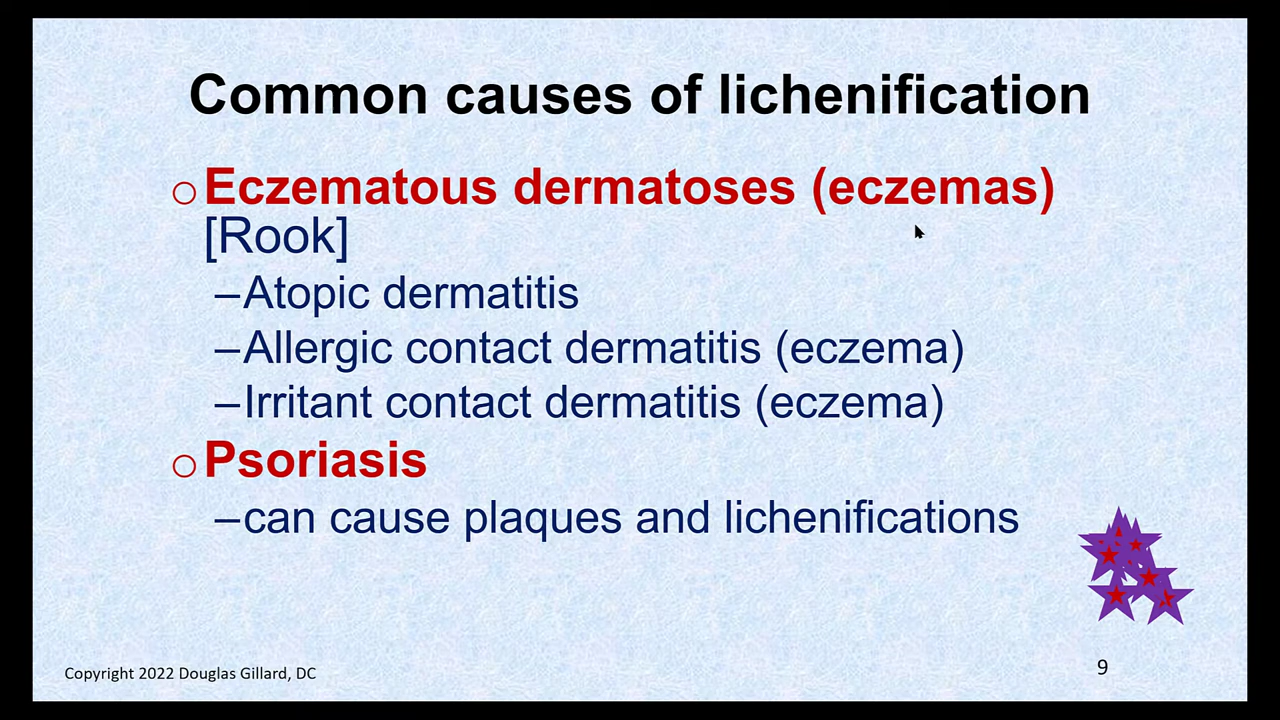 Common causes of lichenification
○Eczematous dermatoses (eczemas)
[Rook]
–Atopic dermatitis
–Allergic contact dermatitis (eczema)
–Irritant contact dermatitis (eczema)
○Psoriasis
–can cause plaques and lichenifications
Copyright 2022 Douglas Gillard, DC
9